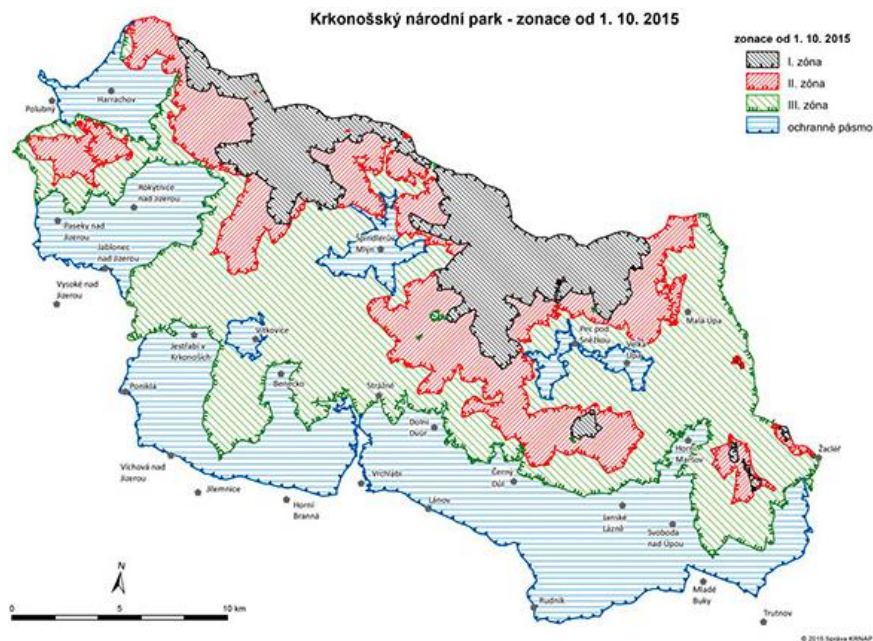 Krkonošský národní park - zonace od 1. 10. 2015
zonace od 1. 10. 2015
I. zóna
II. zóna
III. zóna
ochranné pásmo
Polubný
Harrachov
Rokytnice
nad Jizerou
Paseky nad
Jizerou
Jablonec
nad Jizerou
Vysoké nad
Jizerou
Špindlerův
Mlýn
Vítkovice
Jestřabí v
Krkonoších
Malá Úpa
Pec pod
Sněžkou
Velká
Úpa
Benecko
Strážné
Poniklá
Dolní
Dvůr
Horní
Maršov
Žacléř
Víchová nad
Jizerou
Jilemnice
Horní
Branná
Vrchlabí
Černý
Důl
Lánov
Janské
Lázně
Svoboda
nad Úpou
Rudník
Mladé
Buky
Trutnov
N
0 5 10 km
© 2015 Správa KRNAP